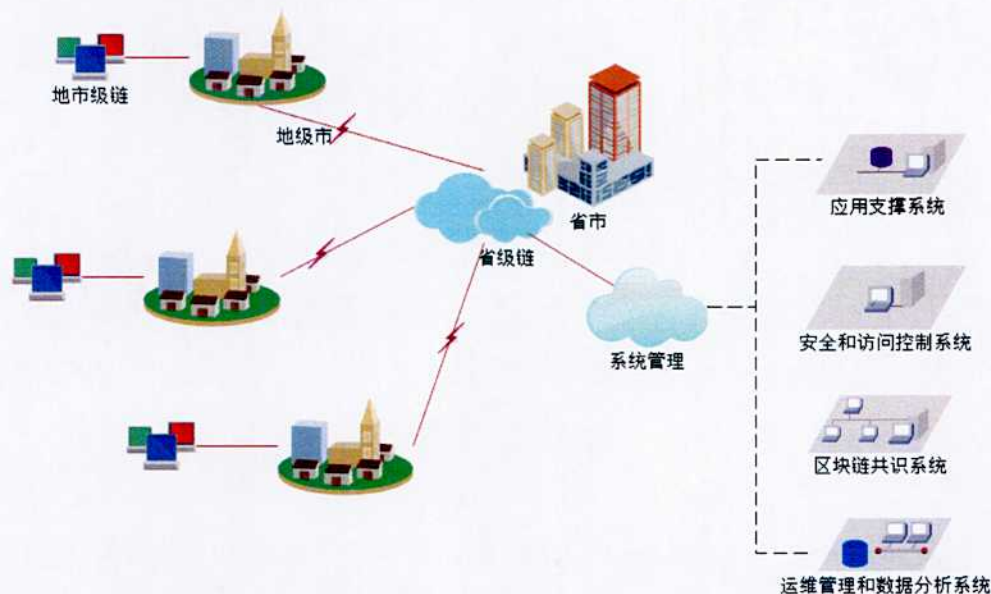 地市级链
地级市
省市
省级链
系统管理
应用支撑系统
安全和访问控制系统
区块链共识系统
运维管理和数据分析系统